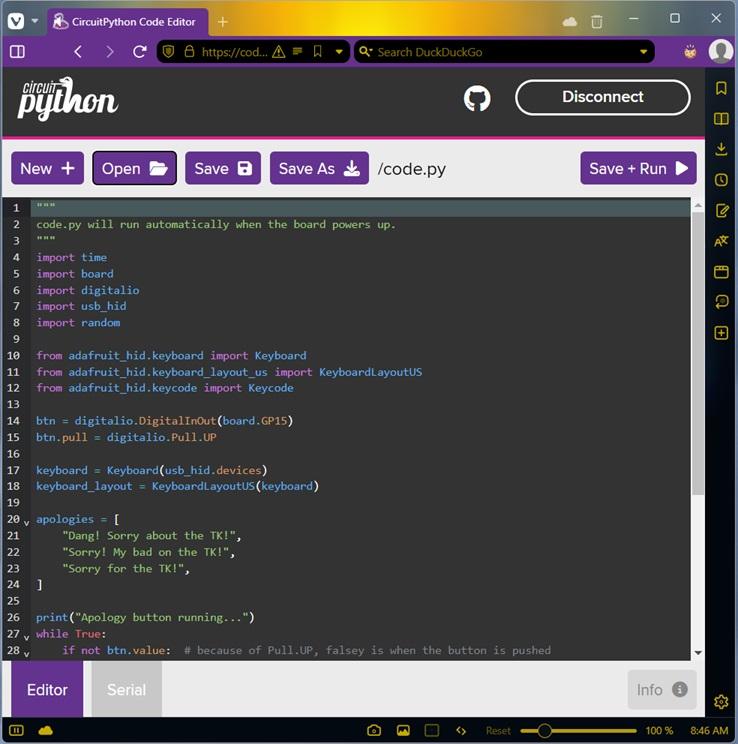 CircuitPython Code Editor
https://cod...
Search DuckDuckGo
circuit
python
Disconnect
New +
Open
Save
Save As
/code.py
Save + Run
1 """
2 code.py will run automatically when the board powers up.
3 """
4 import time
5 import board
6 import digitalio
7 import usb_hid
8 import random
9
10 from adafruit_hid.keyboard import Keyboard
11 from adafruit_hid.keyboard_layout_us import KeyboardLayoutUS
12 from adafruit_hid.keycode import Keycode
13
14 btn = digitalio.DigitalInOut(board.GP15)
15 btn.pull = digitalio.Pull.UP
16
17 keyboard = Keyboard(usb_hid.devices)
18 keyboard_layout = KeyboardLayoutUS(keyboard)
19
20 apologies = [
21     "Dang! Sorry about the TK!",
22     "Sorry! My bad on the TK!",
23     "Sorry for the TK!",
24 ]
25
26 print("Apology button running...")
27 while True:
28     if not btn.value:  # because of Pull.UP, falsey is when the button is pushed
Editor
Serial
Info
Reset
100 %
8:46 AM